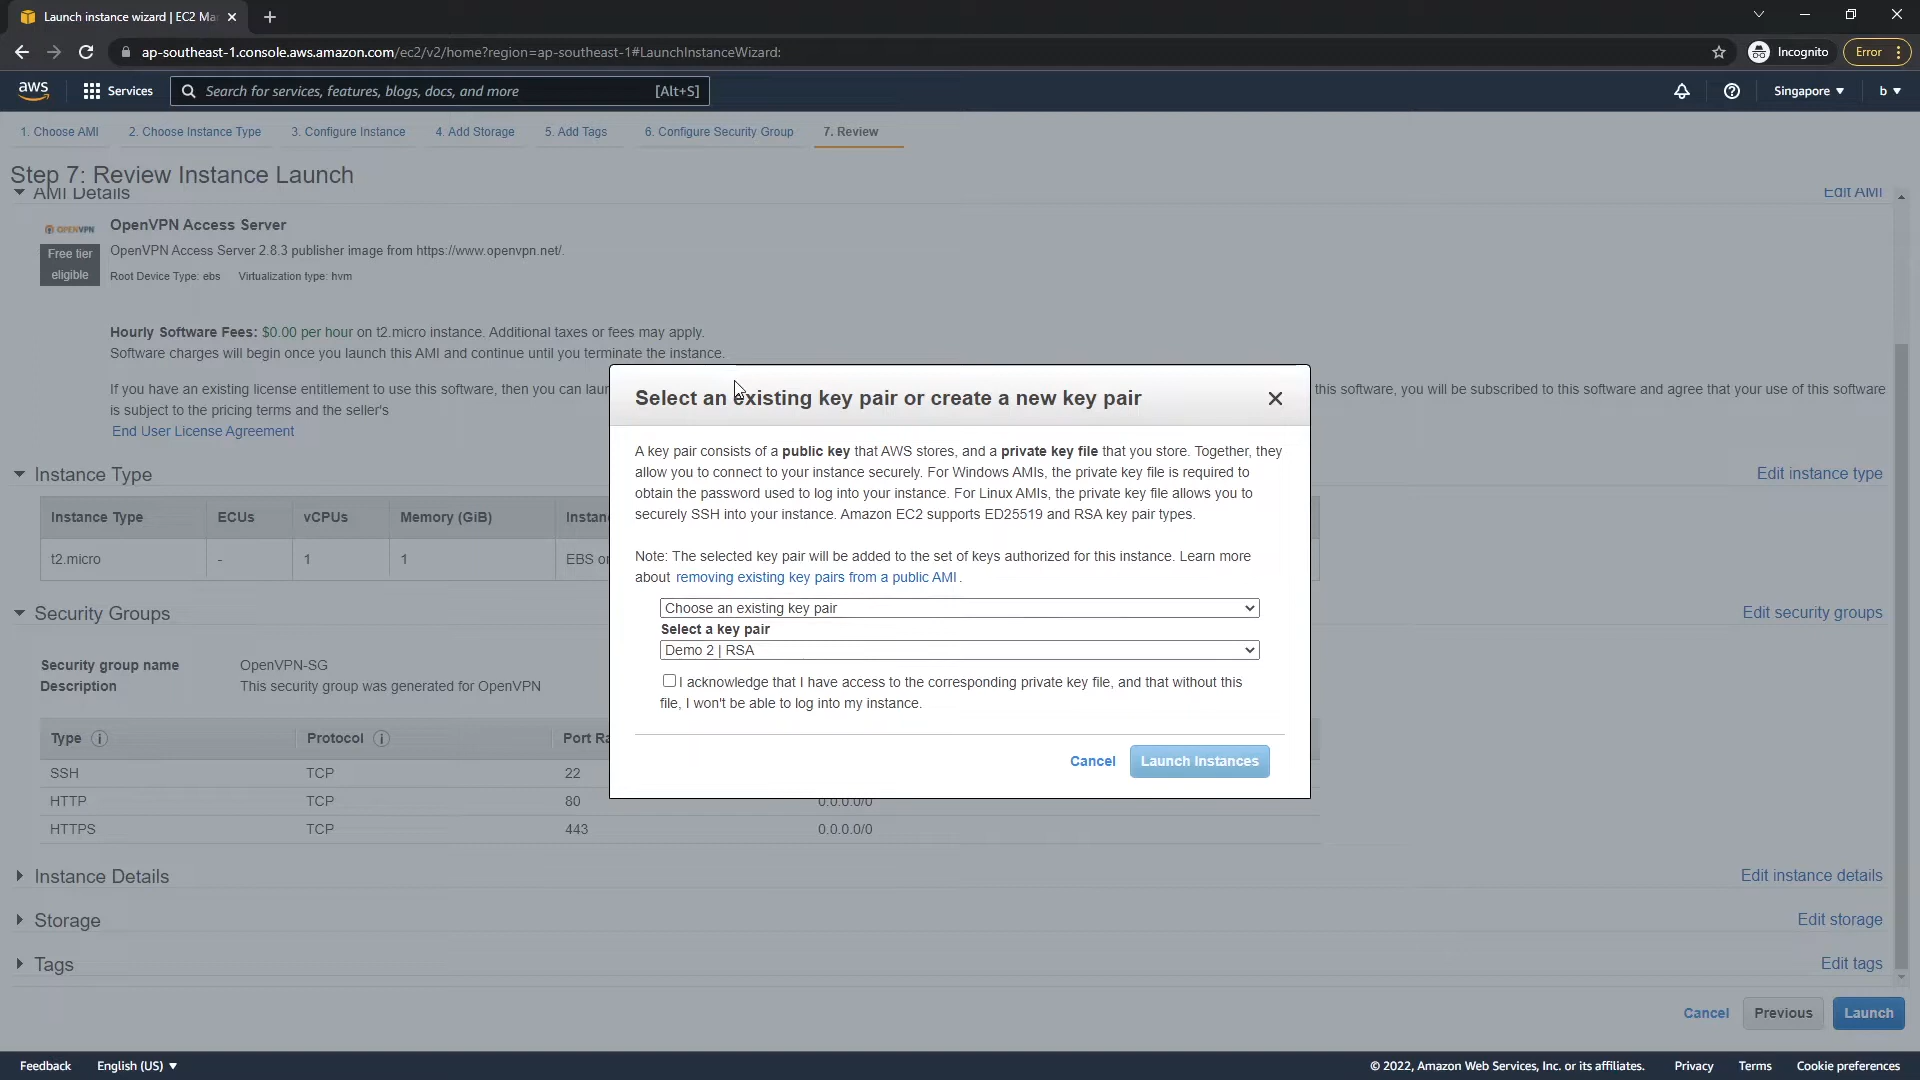 Launch instance wizard | EC2 Ma
ap-southeast-1.console.aws.amazon.com/ec2/v2/home?region=ap-southeast-1#LaunchInstanceWizard:
Incognito
Error
aws
Services
Search for services, features, blogs, docs, and more
[Alt+S]
Singapore
b
1. Choose AMI
2. Choose Instance Type
3. Configure Instance
4. Add Storage
5. Add Tags
6. Configure Security Group
7. Review
Step 7: Review Instance Launch
AMI Details
Edit AMI
OPENVPN
Free tier
eligible
OpenVPN Access Server
OpenVPN Access Server 2.8.3 publisher image from https://www.openvpn.net/.
Root Device Type: ebs Virtualization type: hvm
Hourly Software Fees: $0.00 per hour on t2.micro instance. Additional taxes or fees may apply.
Software charges will begin once you launch this AMI and continue until you terminate the instance.
If you have an existing license entitlement to use this software, then you can lau
this software, you will be subscribed to this software and agree that your use of this software
is subject to the pricing terms and the seller's
End User License Agreement
Select an existing key pair or create a new key pair
A key pair consists of a public key that AWS stores, and a private key file that you store. Together, they
allow you to connect to your instance securely. For Windows AMIs, the private key file is required to
obtain the password used to log into your instance. For Linux AMIs, the private key file allows you to
securely SSH into your instance. Amazon EC2 supports ED25519 and RSA key pair types.
Note: The selected key pair will be added to the set of keys authorized for this instance. Learn more
about removing existing key pairs from a public AMI.
Choose an existing key pair
Select a key pair
Demo 2 | RSA
I acknowledge that I have access to the corresponding private key file, and that without this
file, I won't be able to log into my instance.
Cancel
Launch Instances
Instance Type
Edit instance type
Instance Type
ECUs
vCPUs
Memory (GiB)
Instan
t2.micro
-
1
1
EBS o
Security Groups
Edit security groups
Security group name
OpenVPN-SG
Description
This security group was generated for OpenVPN
Type
Protocol
Port Ra
SSH
TCP
22
HTTP
TCP
80
0.0.0.0/0
HTTPS
TCP
443
0.0.0.0/0
Instance Details
Edit instance details
Storage
Edit storage
Tags
Edit tags
Cancel
Previous
Launch
Feedback
English (US)
© 2022, Amazon Web Services, Inc. or its affiliates.
Privacy
Terms
Cookie preferences